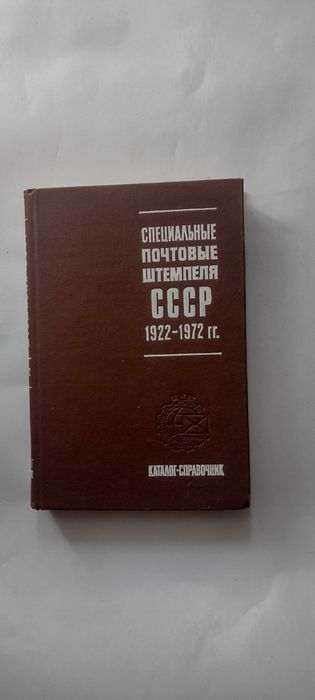 СПЕЦИАЛЬНЫЕ
ПОЧТОВЫЕ
ШТЕМПЕЛЯ
СССР
1922-1972 гг.
КАТАЛОГ-СПРАВОЧНИК